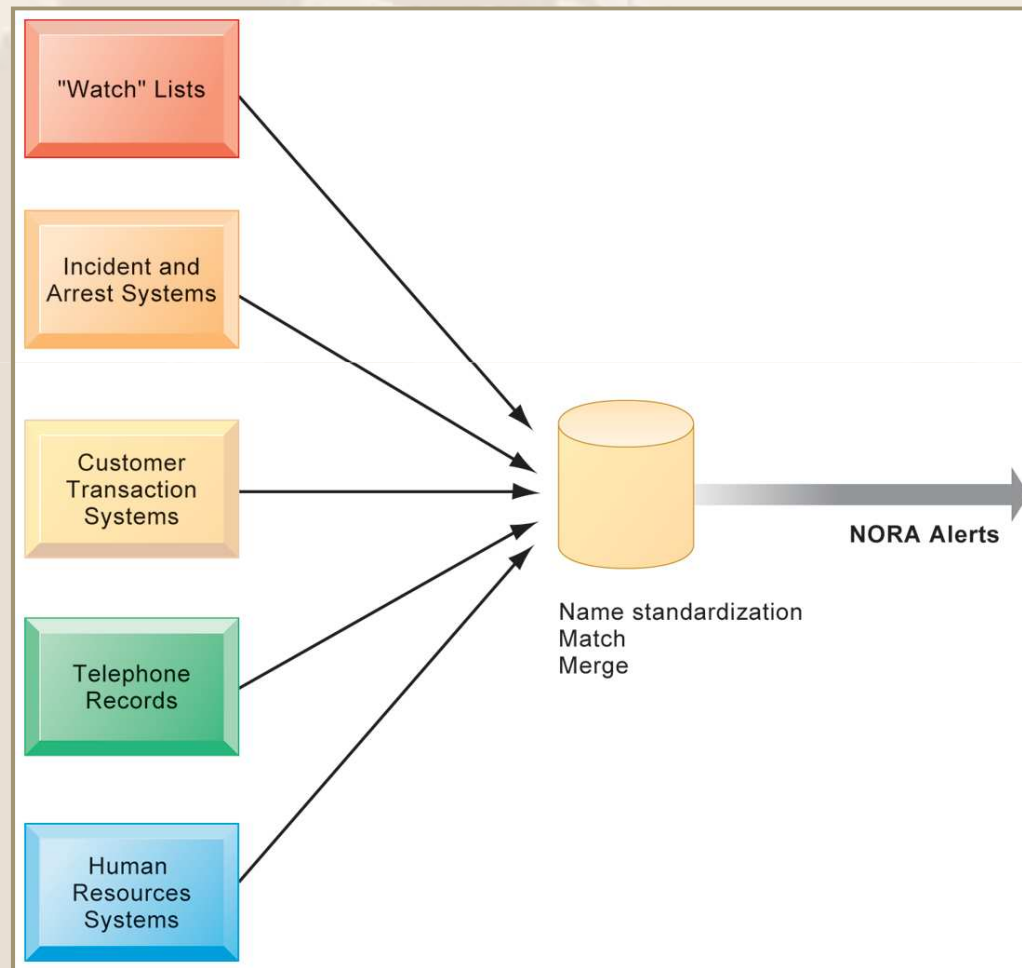 "Watch" Lists
Incident and
Arrest Systems
Customer
Transaction
Systems
Telephone
Records
Human
Resources
Systems
Name standardization
Match
Merge
NORA Alerts